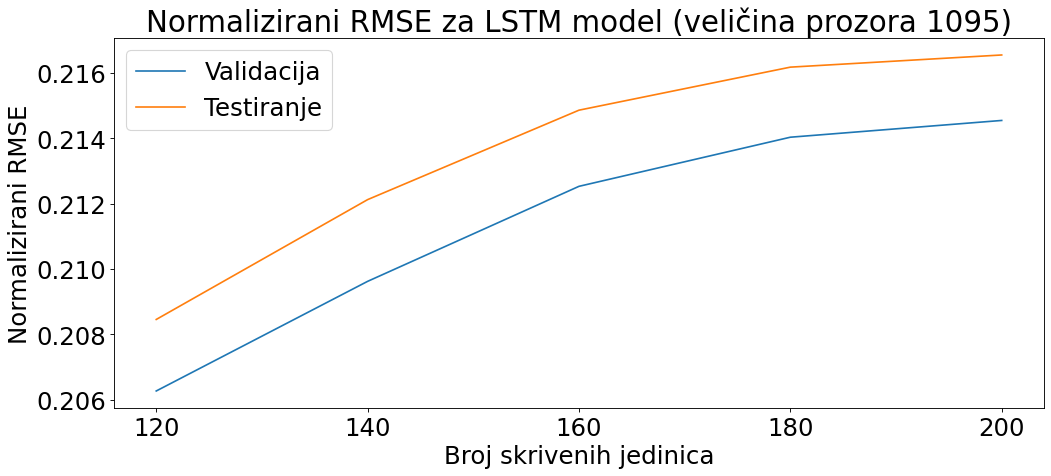 Normalizirani RMSE za LSTM model (veličina prozora 1095)
Validacija
Testiranje
Normalizirani RMSE
0.216
0.214
0.212
0.210
0.208
0.206
120 140 160 180 200
Broj skrivenih jedinica